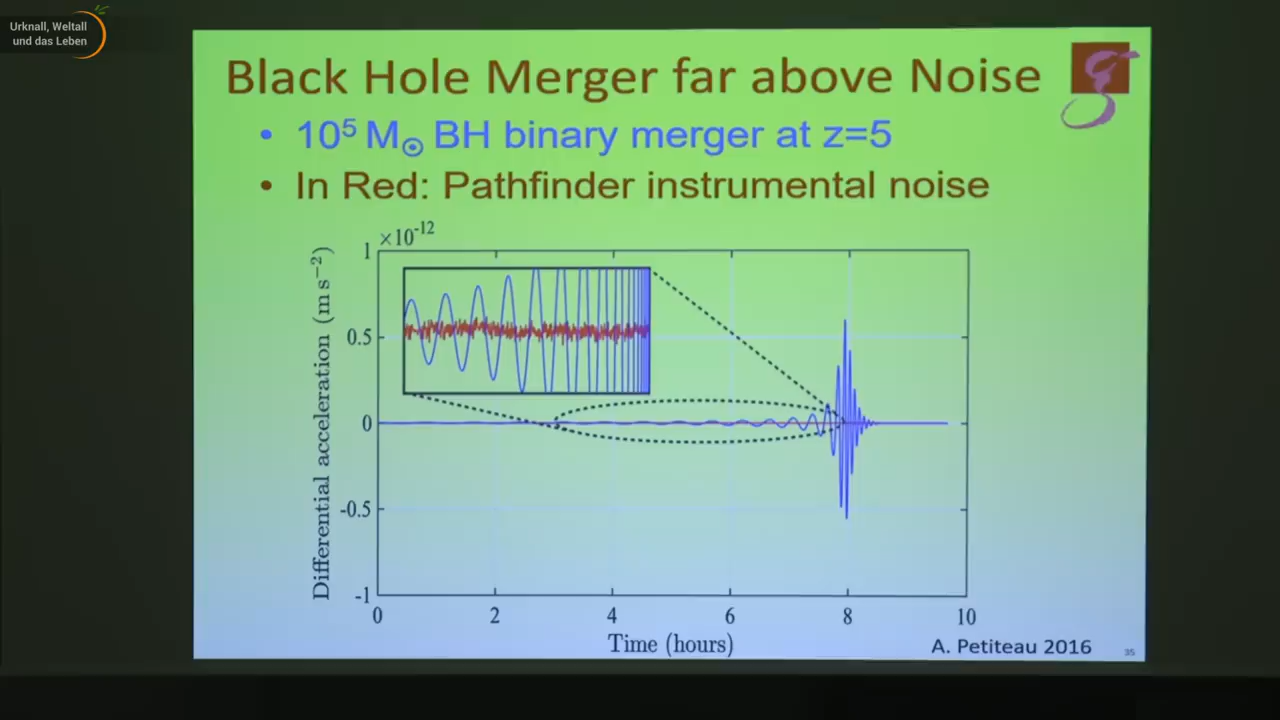 Urknall, Weltall
und das Leben
Black Hole Merger far above Noise
• 10⁵ M☉ BH binary merger at z=5
• In Red: Pathfinder instrumental noise
×10⁻¹²
1
0.5
0
-0.5
-1
Differential acceleration (m s⁻²)
0 2 4 6 8 10
Time (hours)
A. Petiteau 2016
35